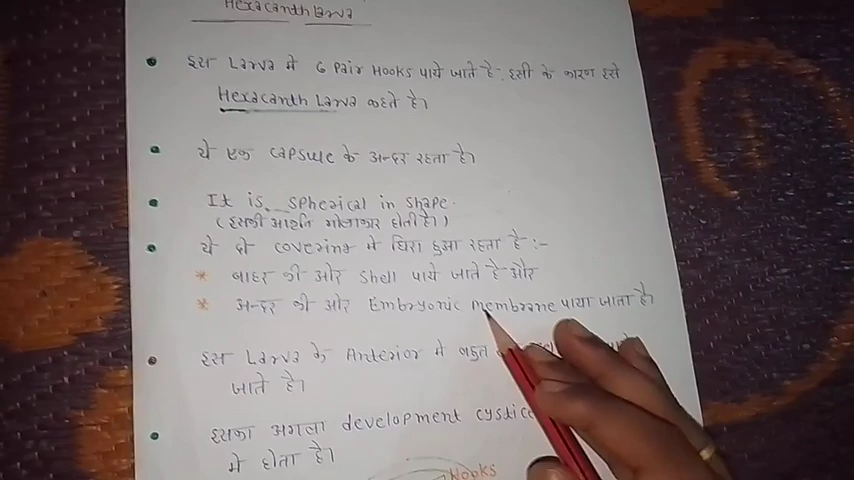 Hexacanth Larva
इस Larva मे 6 Pair Hooks पाये जाते है. इसी के कारण इसे
Hexacanth Larva कहते है।
ये एक capsule के अन्दर रहता है।
It is spherical in shape.
(इसकी आकृति गोलाकार होती है।)
ये दो covering मे घिरा हुआ रहता है :-
* बाहर की ओर Shell पाये जाते है और
* अन्दर की ओर Embryonic Membrane पाया जाता है।
इस Larva के Anterior मे बहुत
जाते है।
इसका अगला development
मे होता है।
Hooks